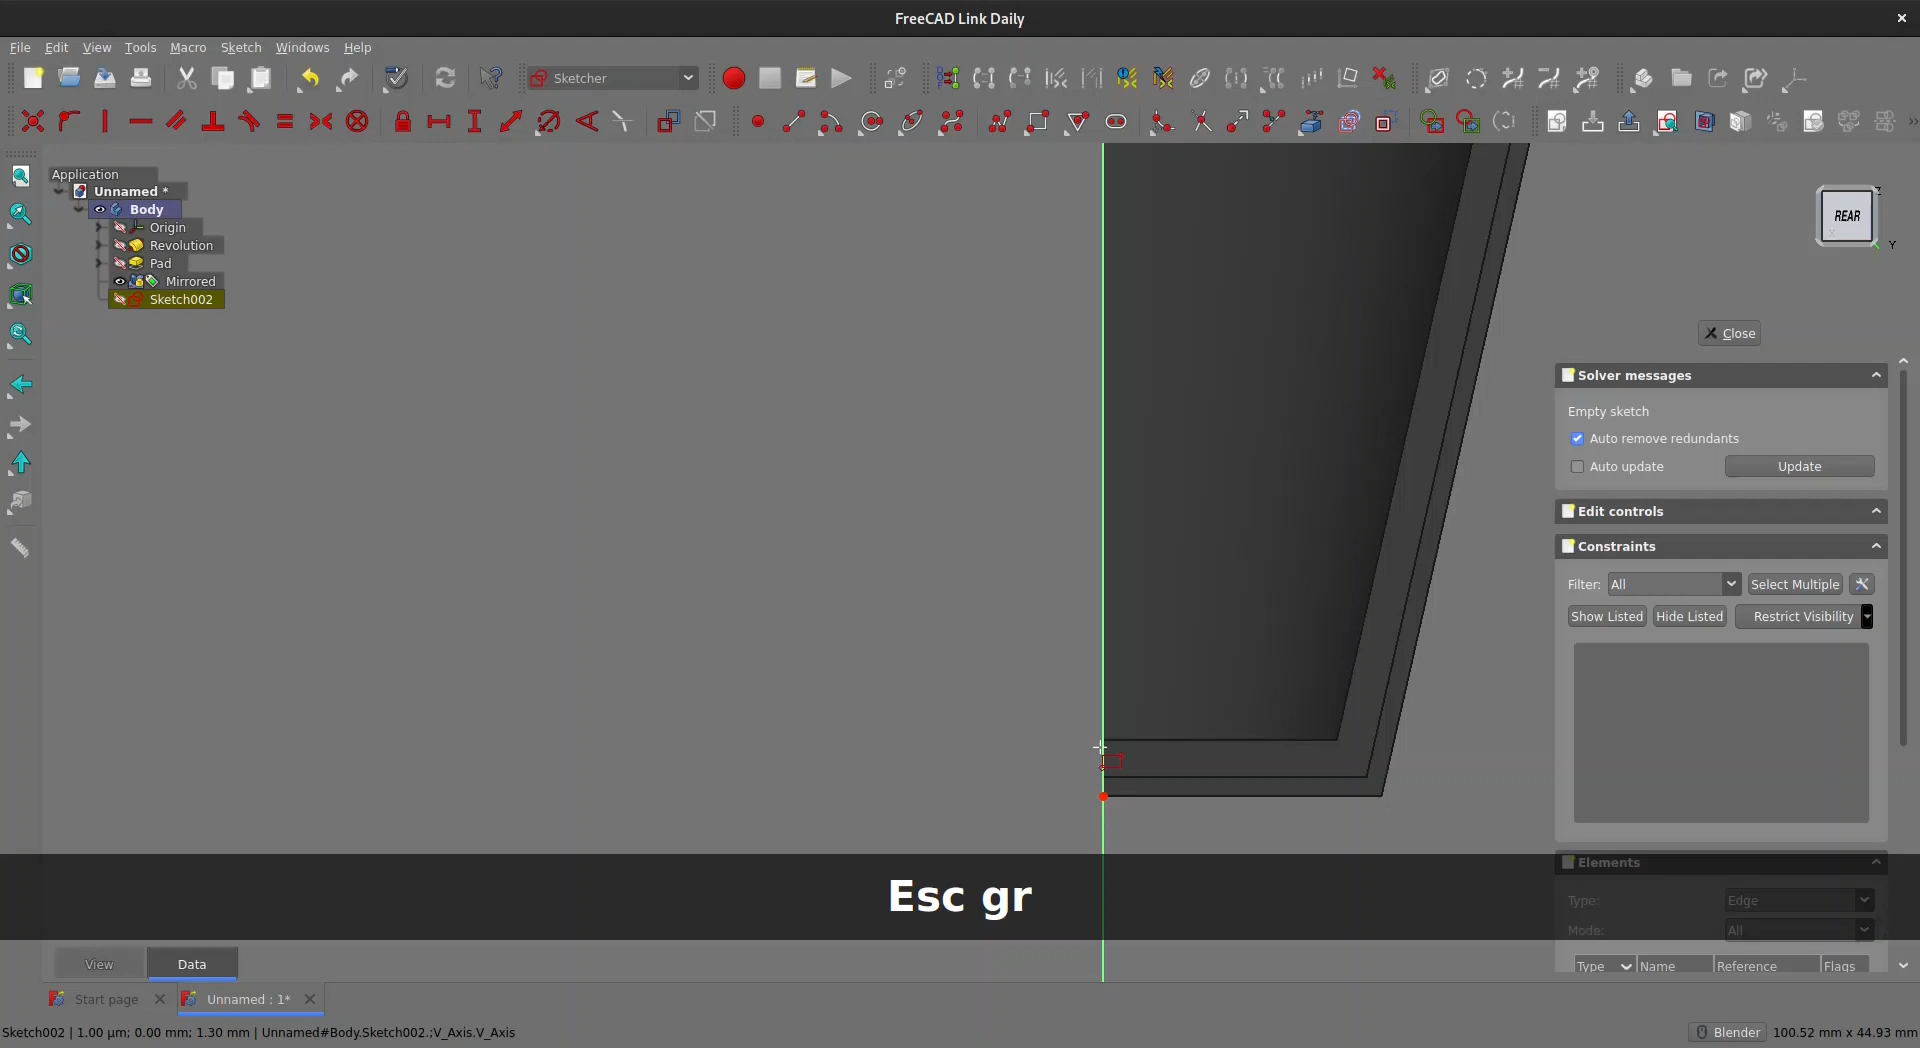 FreeCAD Link Daily
File Edit View Tools Macro Sketch Windows Help
Sketcher
Application
Unnamed *
Body
Origin
Revolution
Pad
Mirrored
Sketch002
REAR
Z
Y
X
Close
Solver messages
Empty sketch
Auto remove redundants
Auto update Update
Edit controls
Constraints
Filter: All Select Multiple
Show Listed Hide Listed Restrict Visibility
Elements
Esc gr
Type: Edge
Mode: All
View Data
Type Name Reference Flags
Start page Unnamed : 1*
Sketch002 | 1.00 µm; 0.00 mm; 1.30 mm | Unnamed#Body.Sketch002.;V_Axis.V_Axis
Blender 100.52 mm x 44.93 mm